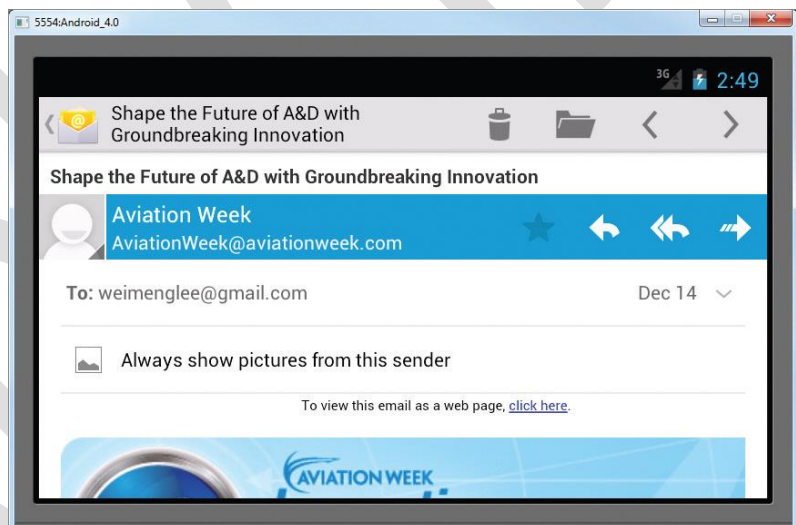 5554:Android_4.0
3G 2:49
Shape the Future of A&D with
Groundbreaking Innovation
Shape the Future of A&D with Groundbreaking Innovation
Aviation Week
AviationWeek@aviationweek.com
To: weimenglee@gmail.com Dec 14
Always show pictures from this sender
To view this email as a web page, click here.
AVIATION WEEK